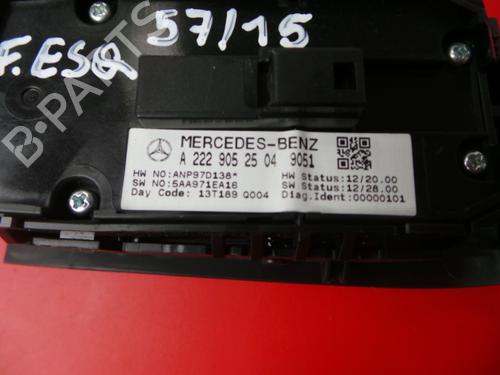 F.ESQ 57/15
B-PARTS
MERCEDES-BENZ
A 222 905 25 04 9051
HW NO:ANP97D138* HW Status:12/20.00
SW NO:5AA971EA16 SW Status:12/28.00
Day Code: 13T189 Q004 Diag.Ident:00000101